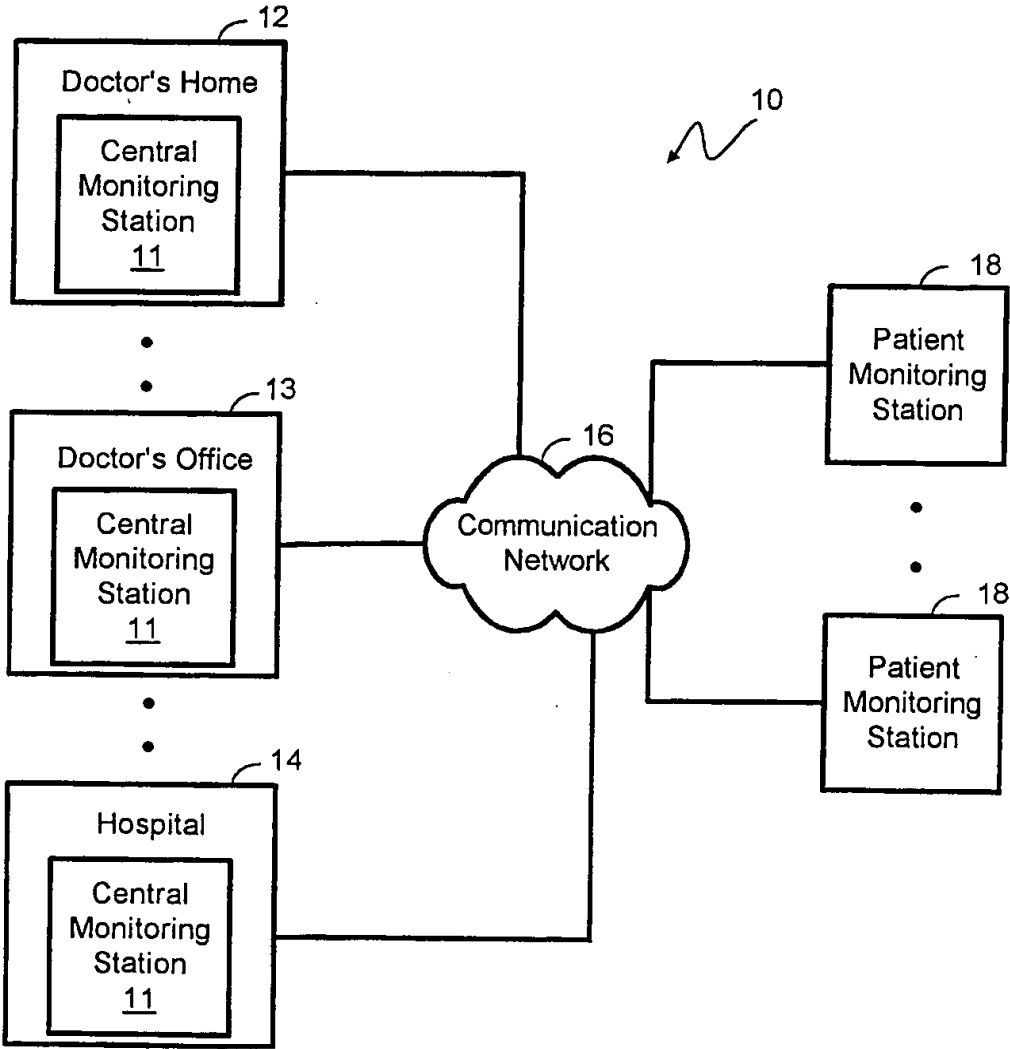 12
Doctor's Home
Central
Monitoring
Station
11
10
13
Doctor's Office
Central
Monitoring
Station
11
14
Hospital
Central
Monitoring
Station
11
16
Communication
Network
18
Patient
Monitoring
Station
18
Patient
Monitoring
Station